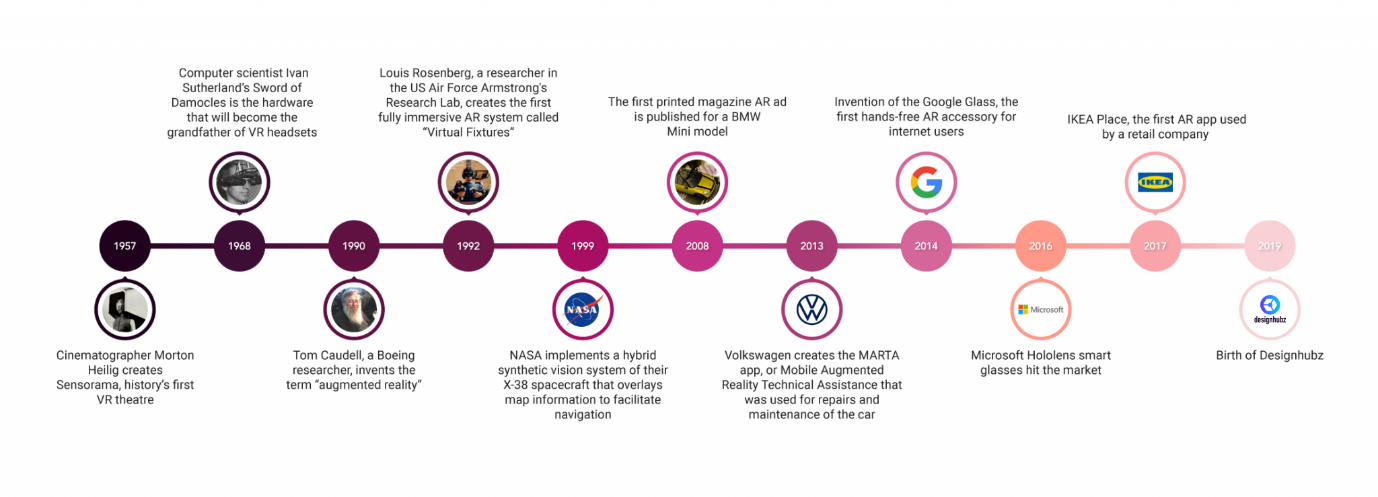 Computer scientist Ivan
Sutherland's Sword of
Damocles is the hardware
that will become the
grandfather of VR headsets
Louis Rosenberg, a researcher in
the US Air Force Armstrong's
Research Lab, creates the first
fully immersive AR system called
"Virtual Fixtures"
The first printed magazine AR ad
is published for a BMW
Mini model
Invention of the Google Glass, the
first hands-free AR accessory for
internet users
IKEA Place, the first AR app used
by a retail company
G
IKEA
1957
1968
1990
1992
1999
2008
2013
2014
2016
2017
2019
NASA
Microsoft
designhubz
Cinematographer Morton
Heilig creates
Sensorama, history's first
VR theatre
Tom Caudell, a Boeing
researcher, invents the
term "augmented reality"
NASA implements a hybrid
synthetic vision system of their
X-38 spacecraft that overlays
map information to facilitate
navigation
Volkswagen creates the MARTA
app, or Mobile Augmented
Reality Technical Assistance that
was used for repairs and
maintenance of the car
Microsoft Hololens smart
glasses hit the market
Birth of Designhubz